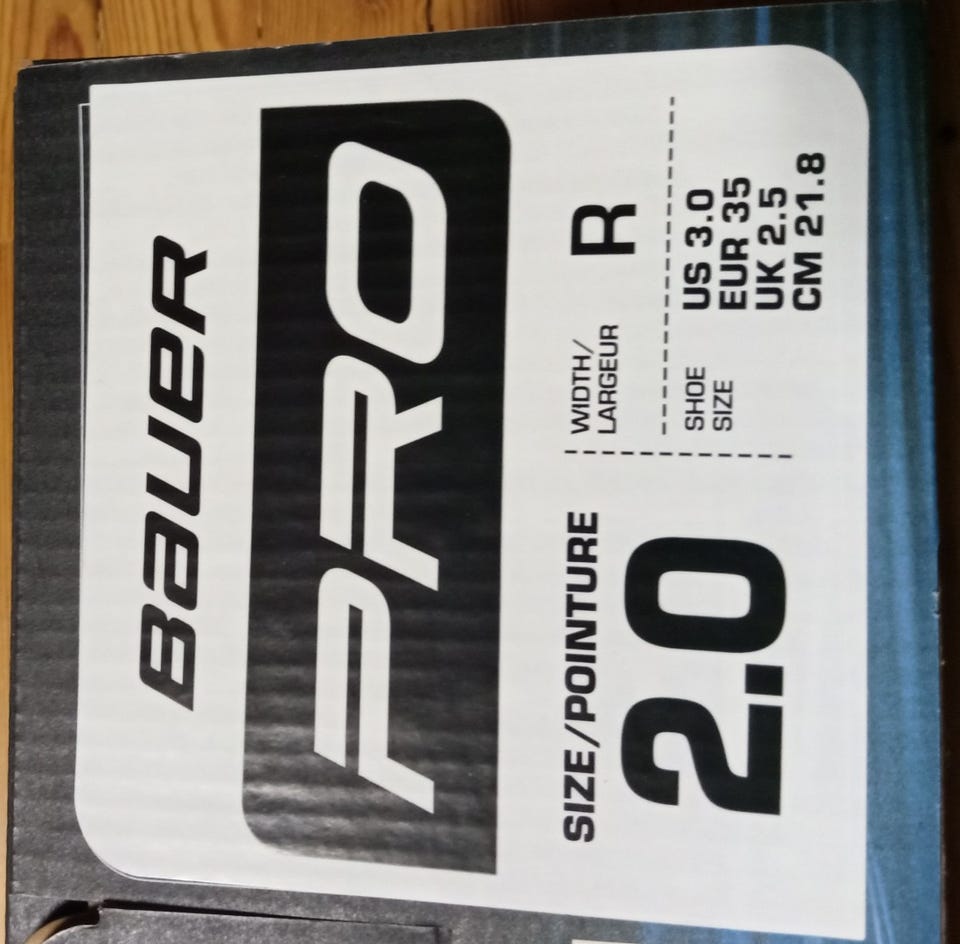 BAUER
PRO
SIZE/POINTURE
2.0
WIDTH/
LARGEUR
R
SHOE
SIZE
US 3.0
EUR 35
UK 2.5
CM 21.8